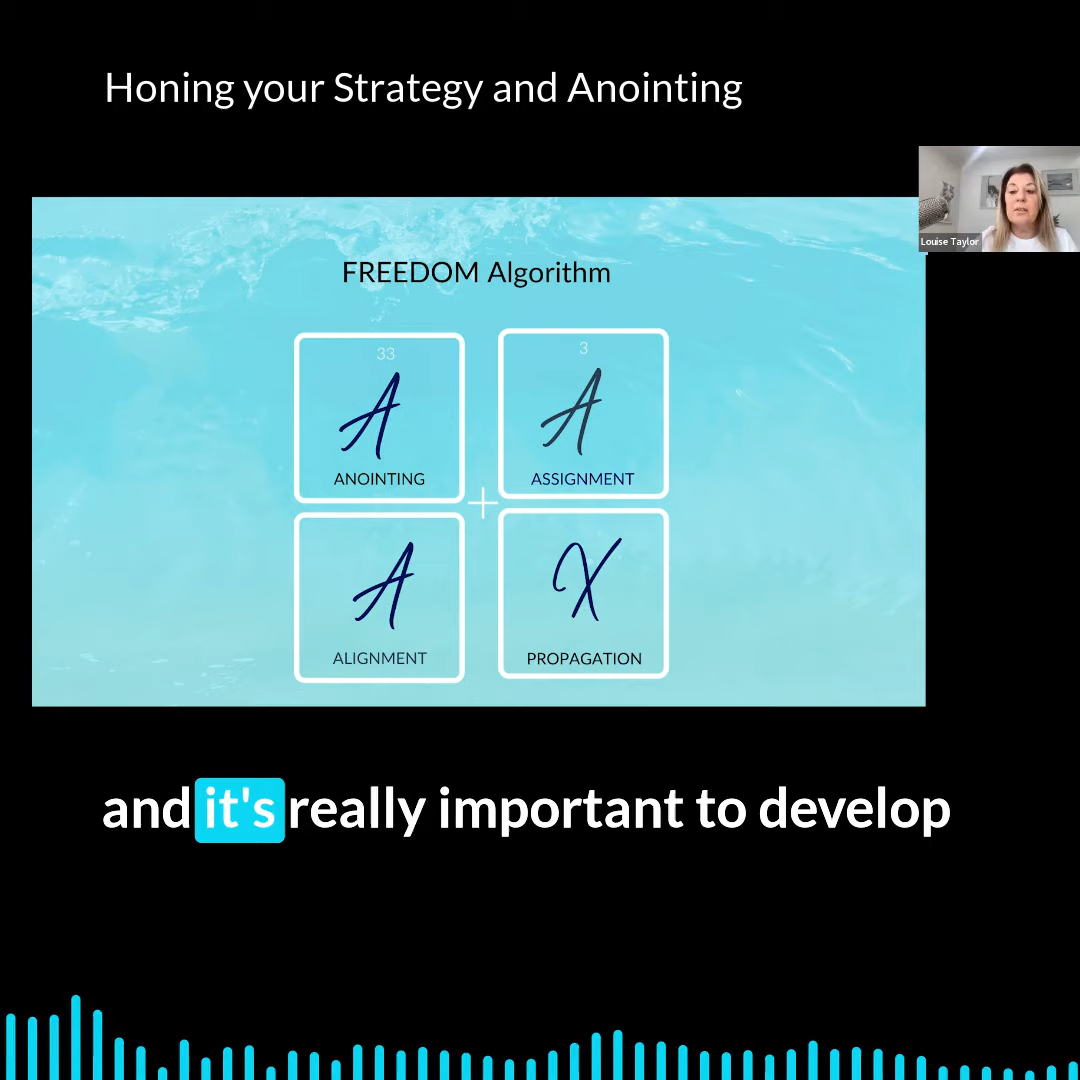 Honing your Strategy and Anointing
Louise Taylor
FREEDOM Algorithm
33
A
ANOINTING
3
A
ASSIGNMENT
+
A
ALIGNMENT
X
PROPAGATION
and it's really important to develop